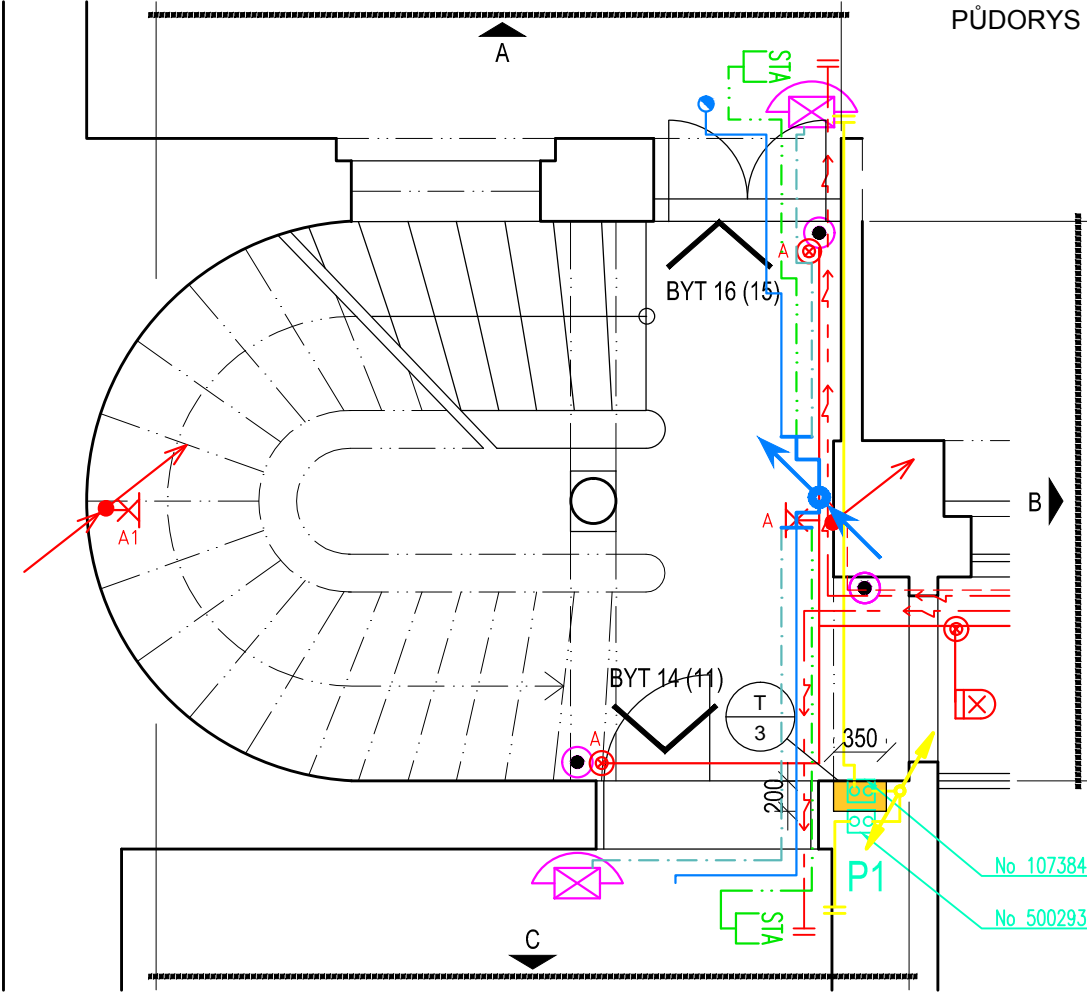 PŮDORYS
A
STA
A
BYT 16 (15)
B
A
A1
BYT 14 (11)
T
3
350
A
200
P1
No 107384
No 500293
STA
C